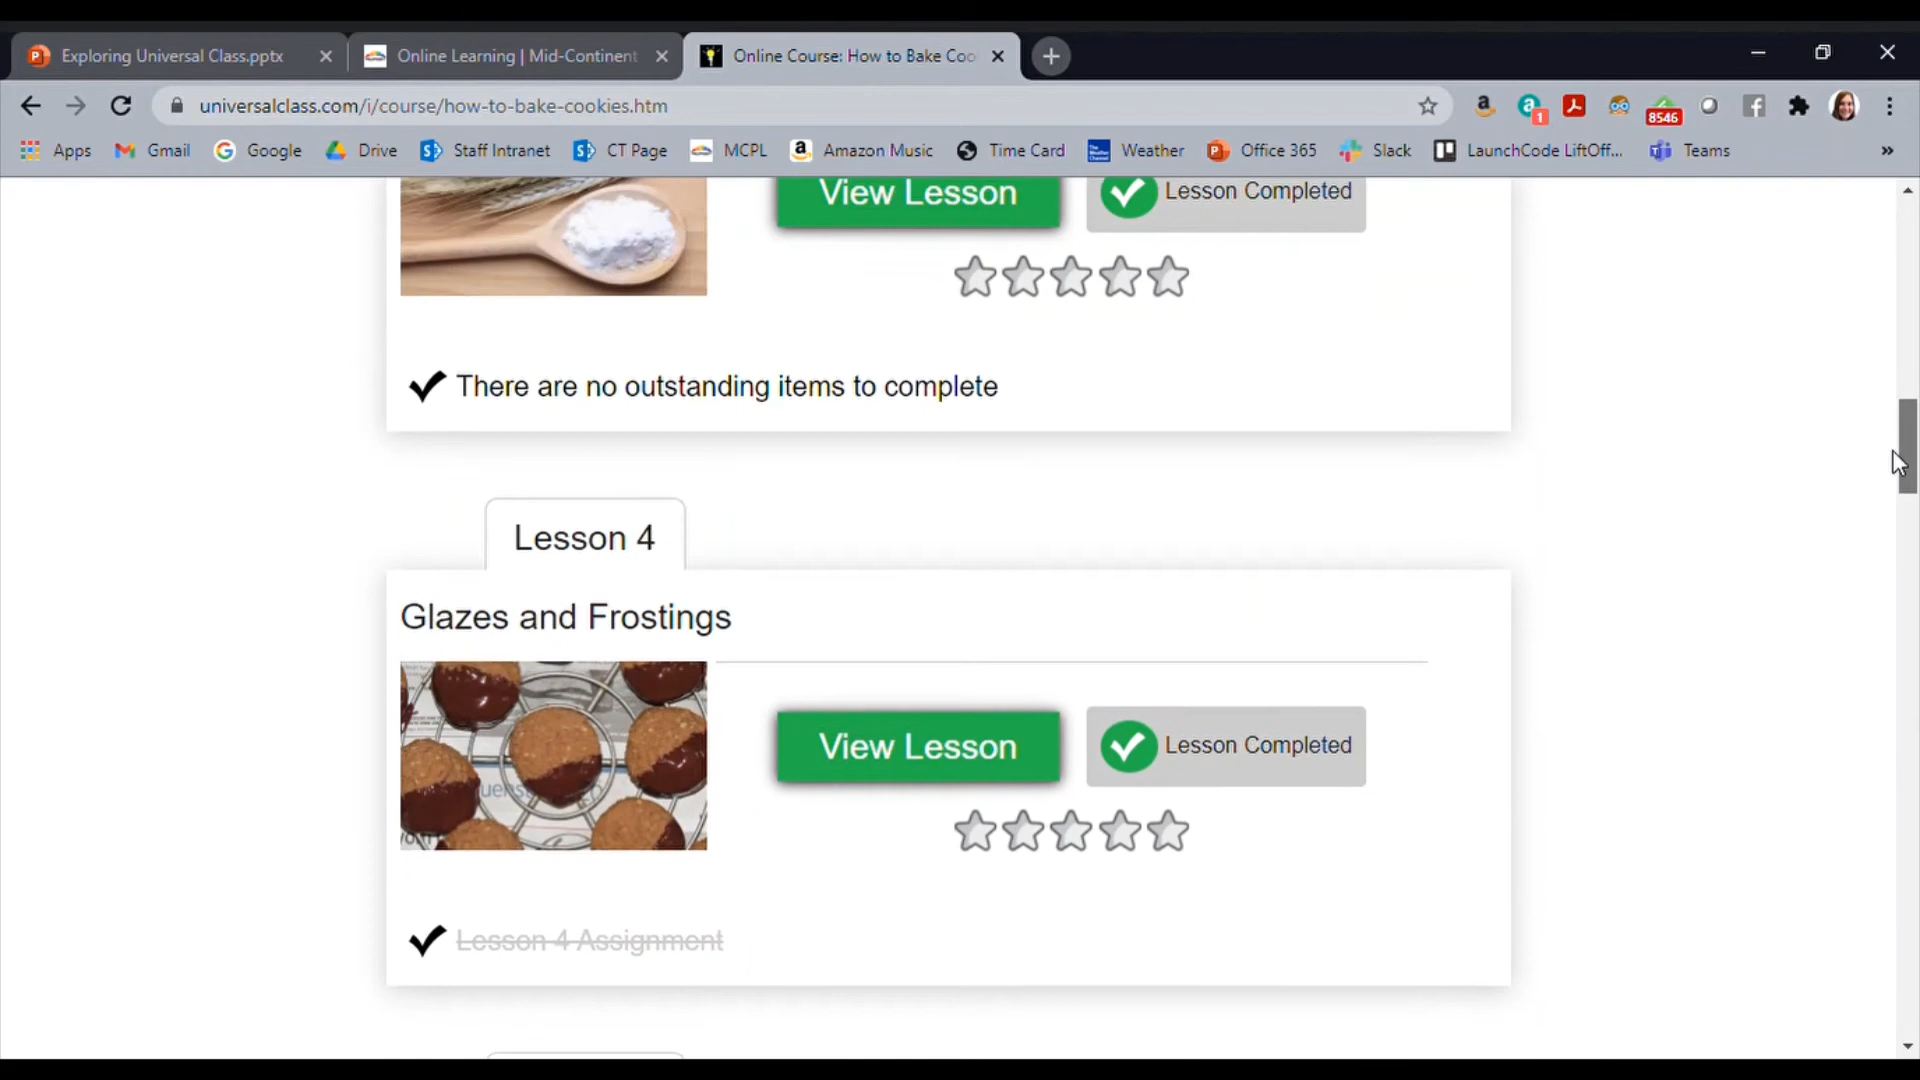 Exploring Universal Class.pptx
Online Learning | Mid-Continent
Online Course: How to Bake Coo
universalclass.com/i/course/how-to-bake-cookies.htm
1
8546
Apps
Gmail
Google
Drive
Staff Intranet
CT Page
MCPL
Amazon Music
Time Card
Weather
Office 365
Slack
LaunchCode LiftOff...
Teams
»
View Lesson
Lesson Completed
There are no outstanding items to complete
Lesson 4
Glazes and Frostings
View Lesson
Lesson Completed
Lesson 4 Assignment